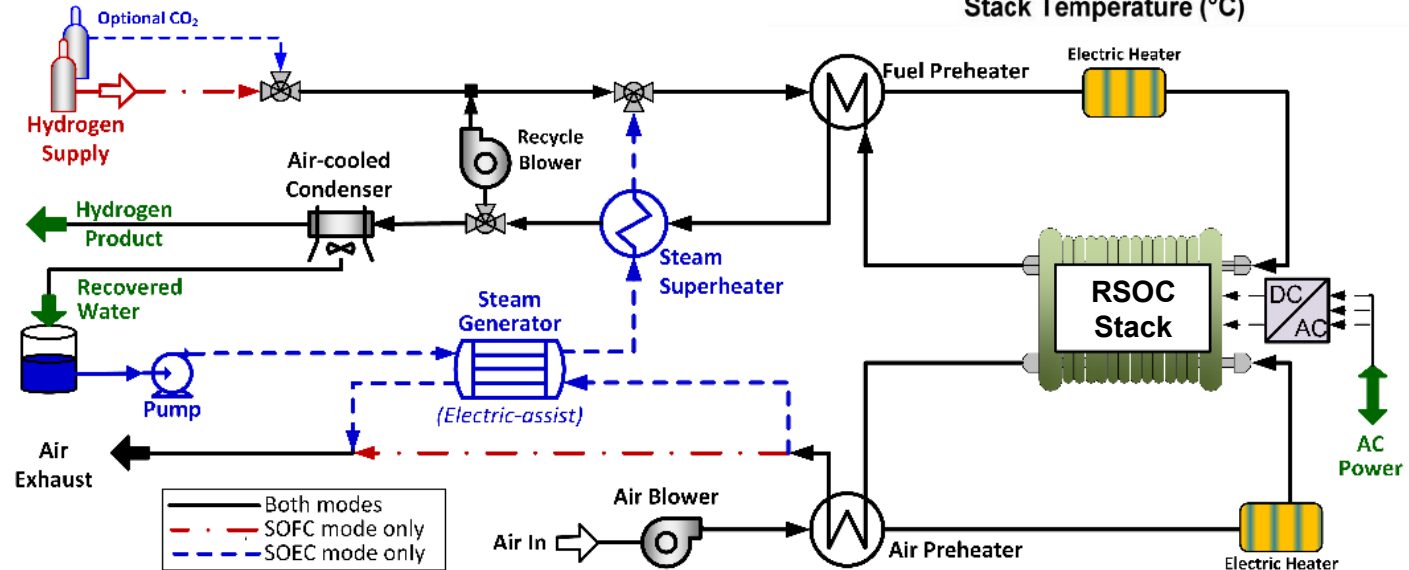 Stack Temperature (°C)
Optional CO₂
Electric Heater
Fuel Preheater
Hydrogen
Supply
Recycle
Blower
Air-cooled
Condenser
Hydrogen
Product
Steam
Superheater
RSOC
Stack
DC
AC
Recovered
Water
Steam
Generator
(Electric-assist)
Pump
AC
Power
Air
Exhaust
Both modes
SOFC mode only
SOEC mode only
Air Blower
Air In
Air Preheater
Electric Heater